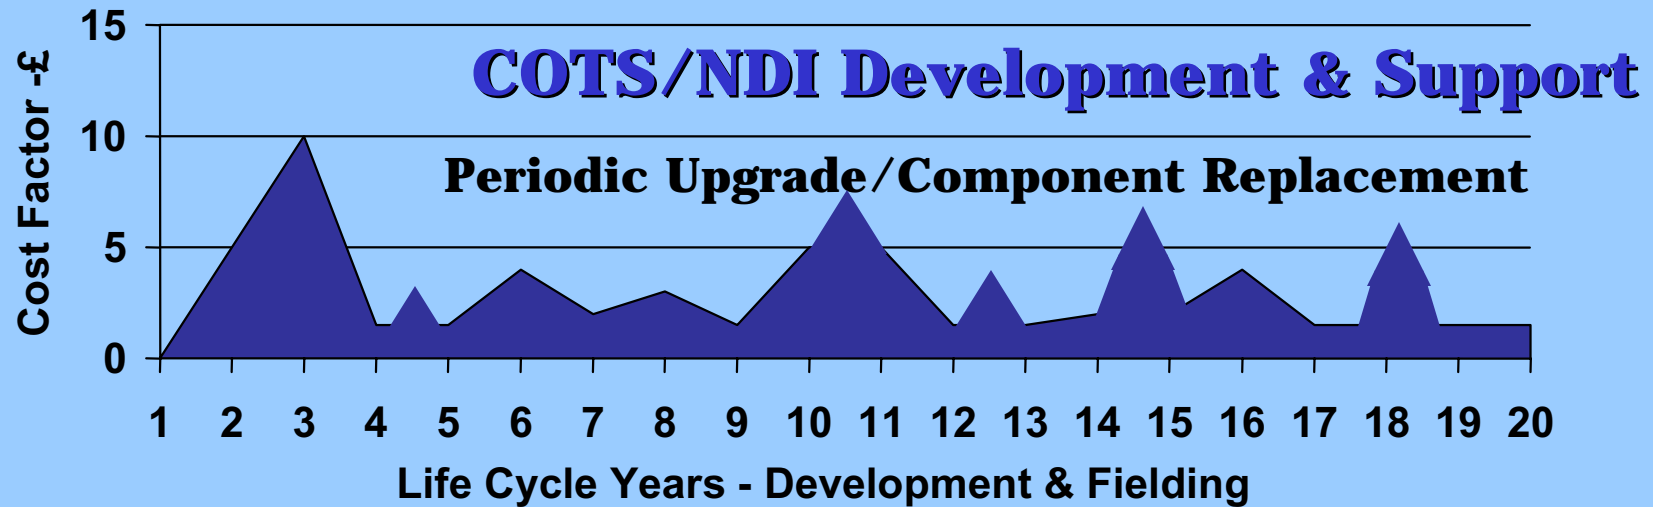 15
COTS/NDI Development & Support
10
Periodic Upgrade/Component Replacement
5
0
Cost Factor -£
1 2 3 4 5 6 7 8 9 10 11 12 13 14 15 16 17 18 19 20
Life Cycle Years - Development & Fielding